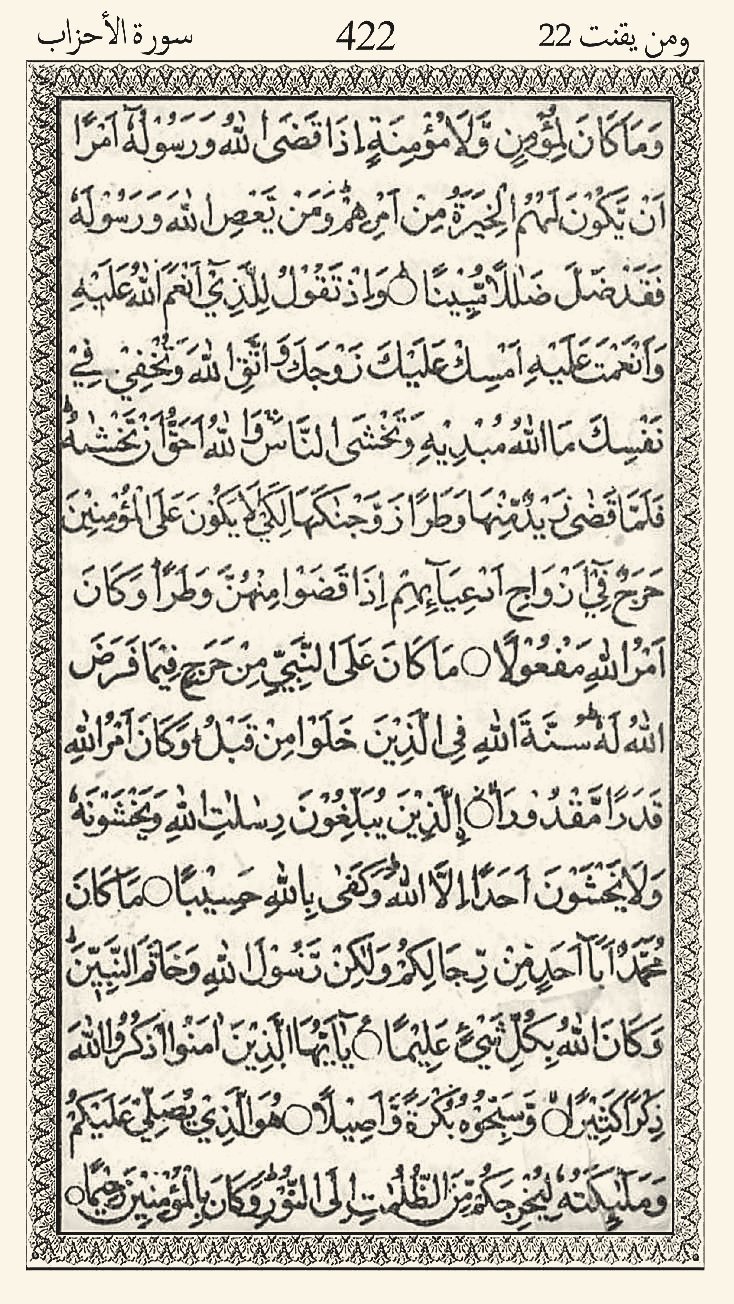 ومن يقنت 22
422
سورة الأحزاب
وَمَا كَانَ لِمُؤْمِنٍ وَّلَا مُؤْمِنَةٍ اِذَا قَضَى اللّٰهُ وَرَسُوْلُهٗٓ اَمْرًا
اَنْ يَّكُوْنَ لَهُمُ الْخِيَرَةُ مِنْ اَمْرِهِمْ ؕ وَمَنْ يَّعْصِ اللّٰهَ وَرَسُوْلَهٗ
فَقَدْ ضَلَّ ضَلٰلًا مُّبِيْنًا ۝ؕ وَاِذْ تَقُوْلُ لِلَّذِيْٓ اَنْعَمَ اللّٰهُ عَلَيْهِ
وَاَنْعَمْتَ عَلَيْهِ اَمْسِكْ عَلَيْكَ زَوْجَكَ وَاتَّقِ اللّٰهَ وَتُخْفِيْ فِيْ
نَفْسِكَ مَا اللّٰهُ مُبْدِيْهِ وَتَخْشَى النَّاسَ ۚ وَاللّٰهُ اَحَقُّ اَنْ تَخْشٰىهُ ؕ
فَلَمَّا قَضٰى زَيْدٌ مِّنْهَا وَطَرًا زَوَّجْنٰكَهَا لِكَيْ لَا يَكُوْنَ عَلَى الْمُؤْمِنِيْنَ
حَرَجٌ فِيْٓ اَزْوَاجِ اَدْعِيَآئِهِمْ اِذَا قَضَوْا مِنْهُنَّ وَطَرًا ؕ وَكَانَ
اَمْرُ اللّٰهِ مَفْعُوْلًا ۝ مَا كَانَ عَلَى النَّبِيِّ مِنْ حَرَجٍ فِيْمَا فَرَضَ
اللّٰهُ لَهٗ ؕ سُنَّةَ اللّٰهِ فِي الَّذِيْنَ خَلَوْا مِنْ قَبْلُ ؕ وَكَانَ اَمْرُ اللّٰهِ
قَدَرًا مَّقْدُوْرَا ۝ۙ الَّذِيْنَ يُبَلِّغُوْنَ رِسٰلٰتِ اللّٰهِ وَيَخْشَوْنَهٗ
وَلَا يَخْشَوْنَ اَحَدًا اِلَّا اللّٰهَ ؕ وَكَفٰى بِاللّٰهِ حَسِيْبًا ۝ مَا كَانَ
مُحَمَّدٌ اَبَآ اَحَدٍ مِّنْ رِّجَالِكُمْ وَلٰكِنْ رَّسُوْلَ اللّٰهِ وَخَاتَمَ النَّبِيّٖنَ ؕ
وَكَانَ اللّٰهُ بِكُلِّ شَيْءٍ عَلِيْمًا ۝ؑ يٰٓاَيُّهَا الَّذِيْنَ اٰمَنُوا اذْكُرُوا اللّٰهَ
ذِكْرًا كَثِيْرًا ۝ۙ وَّسَبِّحُوْهُ بُكْرَةً وَّاَصِيْلًا ۝ هُوَ الَّذِيْ يُصَلِّيْ عَلَيْكُمْ
وَمَلٰٓئِكَتُهٗ لِيُخْرِجَكُمْ مِّنَ الظُّلُمٰتِ اِلَى النُّوْرِ ؕ وَكَانَ بِالْمُؤْمِنِيْنَ رَحِيْمًا ۝